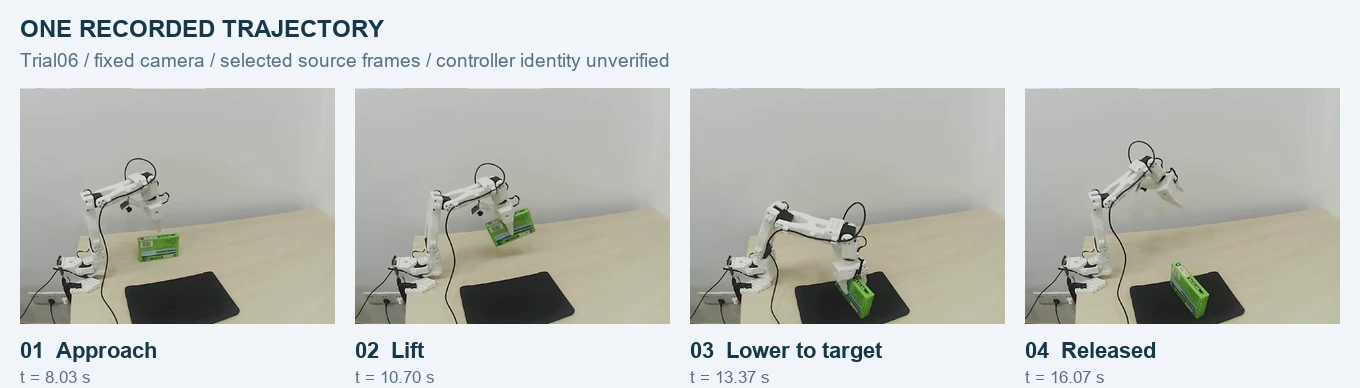 ONE RECORDED TRAJECTORY
Trial06 / fixed camera / selected source frames / controller identity unverified
01 Approach
t = 8.03 s
02 Lift
t = 10.70 s
03 Lower to target
t = 13.37 s
04 Released
t = 16.07 s